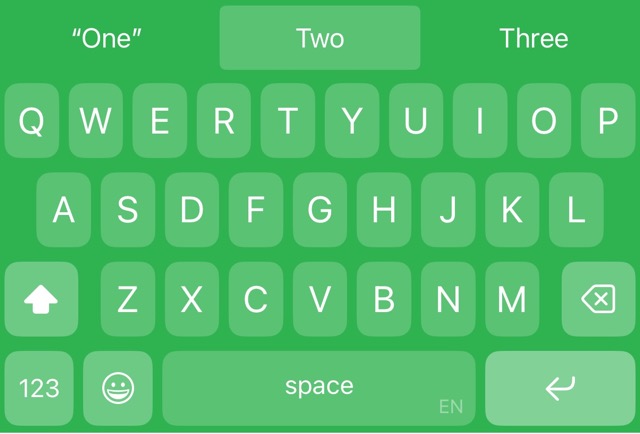 “One” Two Three
Q W E R T Y U I O P
A S D F G H J K L
Z X C V B N M
123 space EN